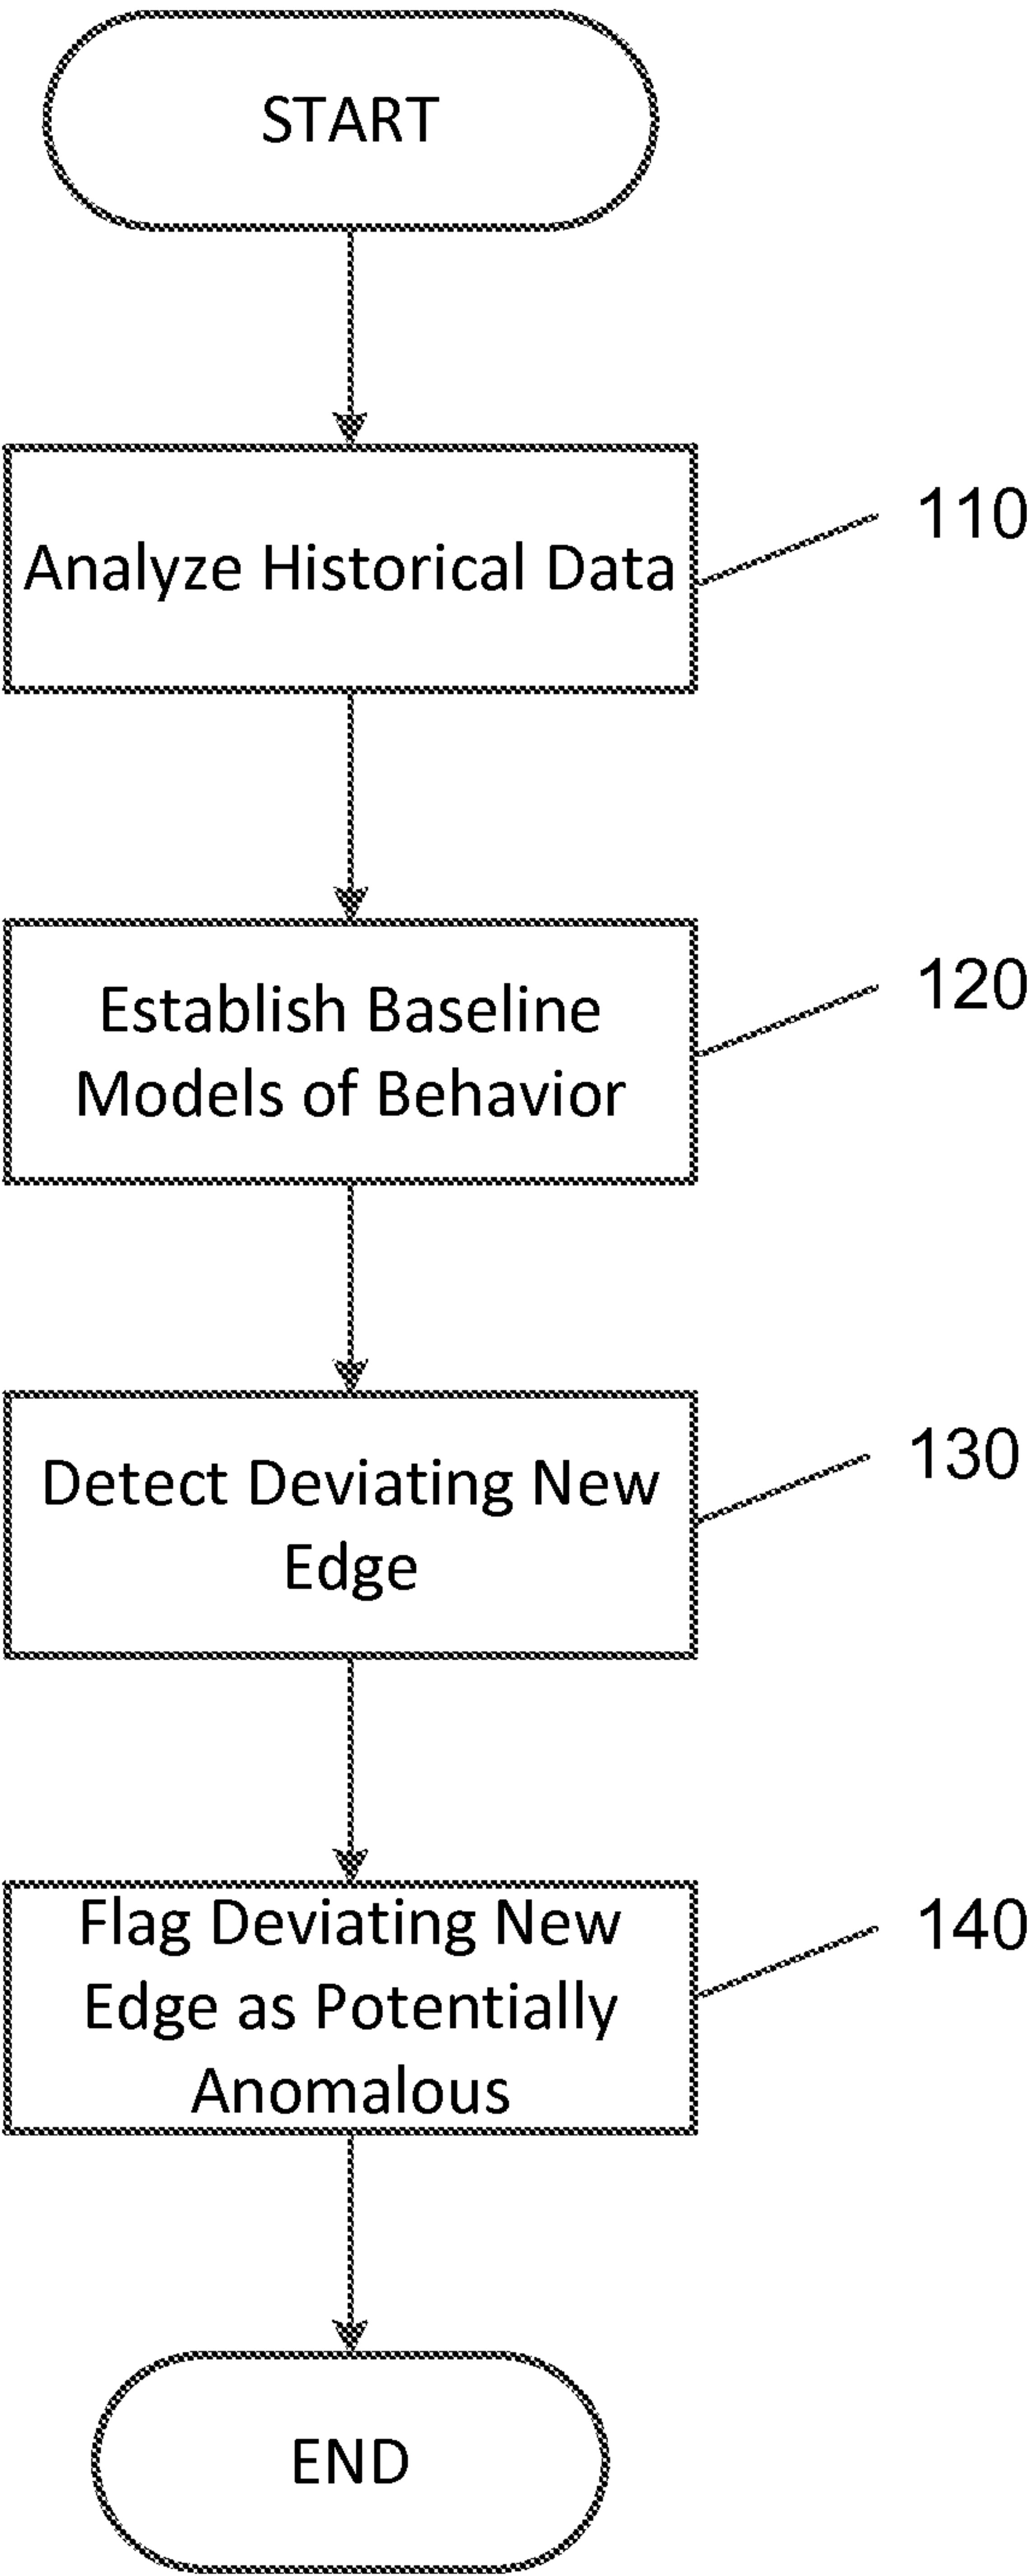 START
Analyze Historical Data
110
Establish Baseline
Models of Behavior
120
Detect Deviating New
Edge
130
Flag Deviating New
Edge as Potentially
Anomalous
140
END